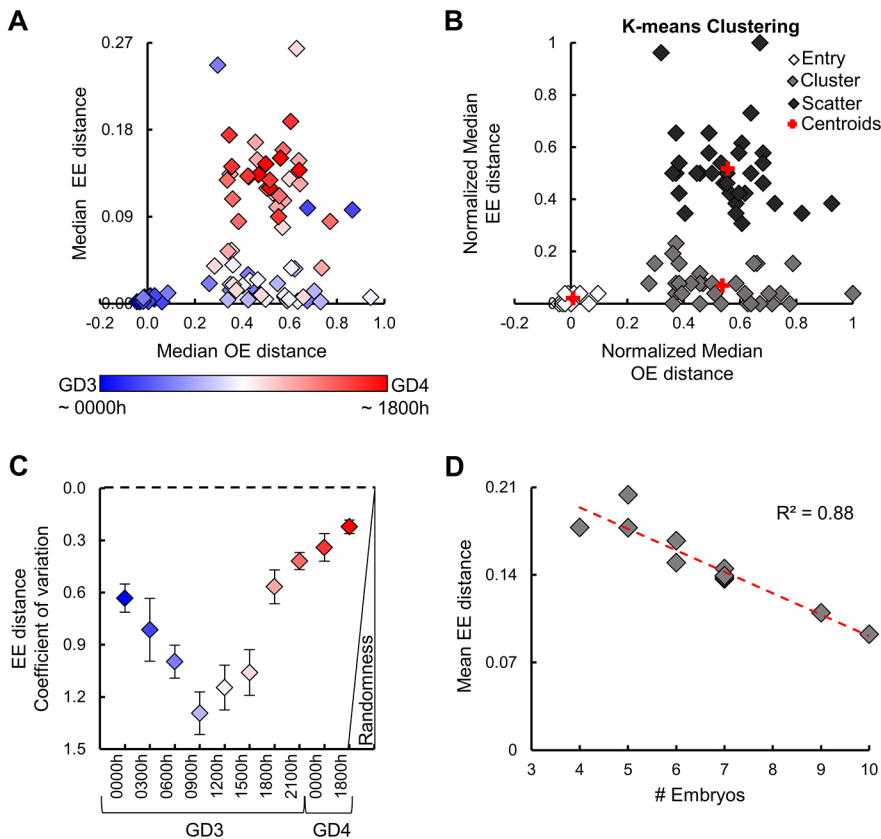 A
0.27
0.18
0.09
0.00
Median EE distance
-0.2 0.0 0.2 0.4 0.6 0.8 1.0
Median OE distance
GD3
GD4
~ 0000h
~ 1800h
B
K-means Clustering
Entry
Cluster
Scatter
Centroids
1
0.8
0.6
0.4
0.2
0
Normalized Median
EE distance
-0.2 0 0.2 0.4 0.6 0.8 1
Normalized Median
OE distance
C
0.0
0.3
0.6
0.9
1.2
1.5
EE distance
Coefficient of variation
Randomness
0000h
0300h
0600h
0900h
1200h
1500h
1800h
2100h
0000h
1800h
GD3
GD4
D
0.21
0.14
0.07
0
Mean EE distance
R² = 0.88
3 4 5 6 7 8 9 10
# Embryos